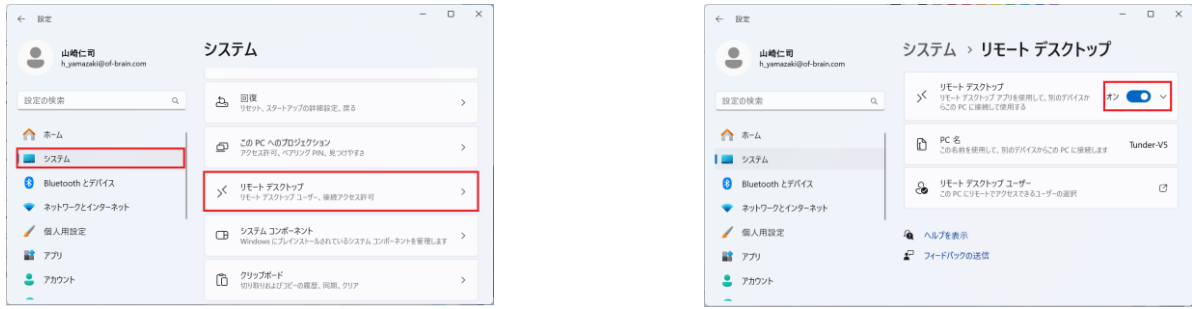 ← 設定
山崎仁司
h_yamazaki@of-brain.com
設定の検索
ホーム
システム
Bluetooth とデバイス
ネットワークとインターネット
個人用設定
アプリ
アカウント
システム
回復
リセット、スタートアップの詳細設定、戻る
この PC へのプロジェクション
アクセス許可、ペアリング PIN、見つけやすさ
リモート デスクトップ
リモート デスクトップ ユーザー、接続アクセス許可
システム コンポーネント
Windows にプレインストールされているシステム コンポーネントを管理します
クリップボード
切り取りおよびコピーの履歴、同期、クリア
← 設定
山崎仁司
h_yamazaki@of-brain.com
設定の検索
ホーム
システム
Bluetooth とデバイス
ネットワークとインターネット
個人用設定
アプリ
アカウント
システム › リモート デスクトップ
リモート デスクトップ
リモート デスクトップ アプリを使用して、別のデバイスか
らこの PC に接続して使用する
オン
PC 名
この名前を使用して、別のデバイスからこの PC に接続します
Tunder-V5
リモート デスクトップ ユーザー
この PC にリモートでアクセスできるユーザーの選択
ヘルプを表示
フィードバックの送信